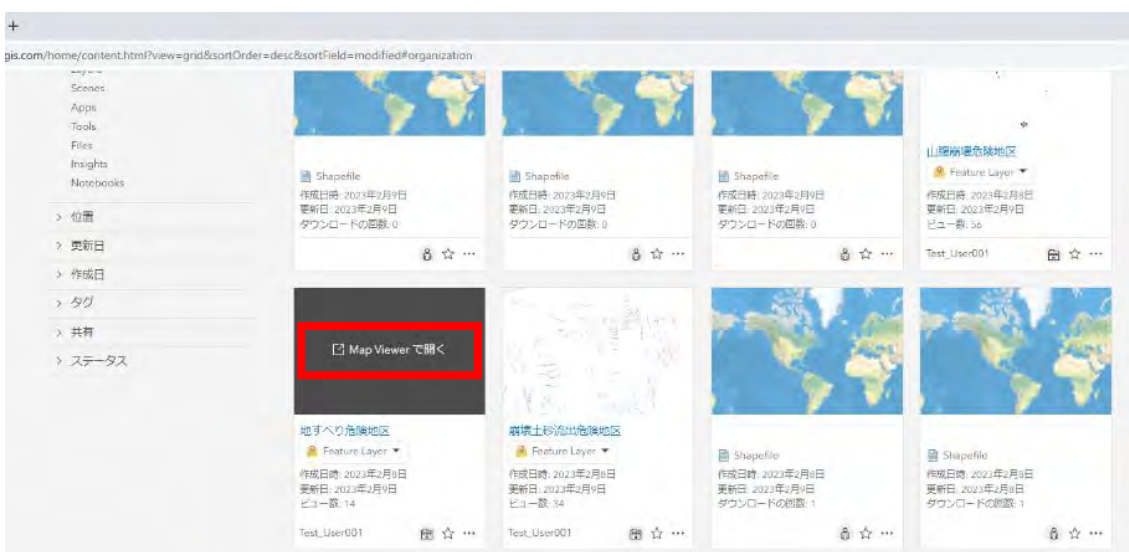 +
gis.com/home/content.html?view=grid&sortOrder=desc&sortField=modified#organization
Layers
Scenes
Apps
Tools
Files
Insights
Notebooks
> 位置
> 更新日
> 作成日
> タグ
> 共有
> ステータス
Shapefile
作成日時: 2023年2月9日
更新日: 2023年2月9日
ダウンロードの回数: 0
Shapefile
作成日時: 2023年2月9日
更新日: 2023年2月9日
ダウンロードの回数: 0
Shapefile
作成日時: 2023年2月9日
更新日: 2023年2月9日
ダウンロードの回数: 0
山腹崩壊危険地区
Feature Layer
作成日時: 2023年2月8日
更新日: 2023年2月9日
ビュー数: 56
Test_User001
Map Viewer で開く
地すべり危険地区
Feature Layer
作成日時: 2023年2月8日
更新日: 2023年2月9日
ビュー数: 14
Test_User001
崩壊土砂流出危険地区
Feature Layer
作成日時: 2023年2月8日
更新日: 2023年2月9日
ビュー数: 34
Test_User001
Shapefile
作成日時: 2023年2月8日
更新日: 2023年2月9日
ダウンロードの回数: 1
Shapefile
作成日時: 2023年2月8日
更新日: 2023年2月8日
ダウンロードの回数: 1